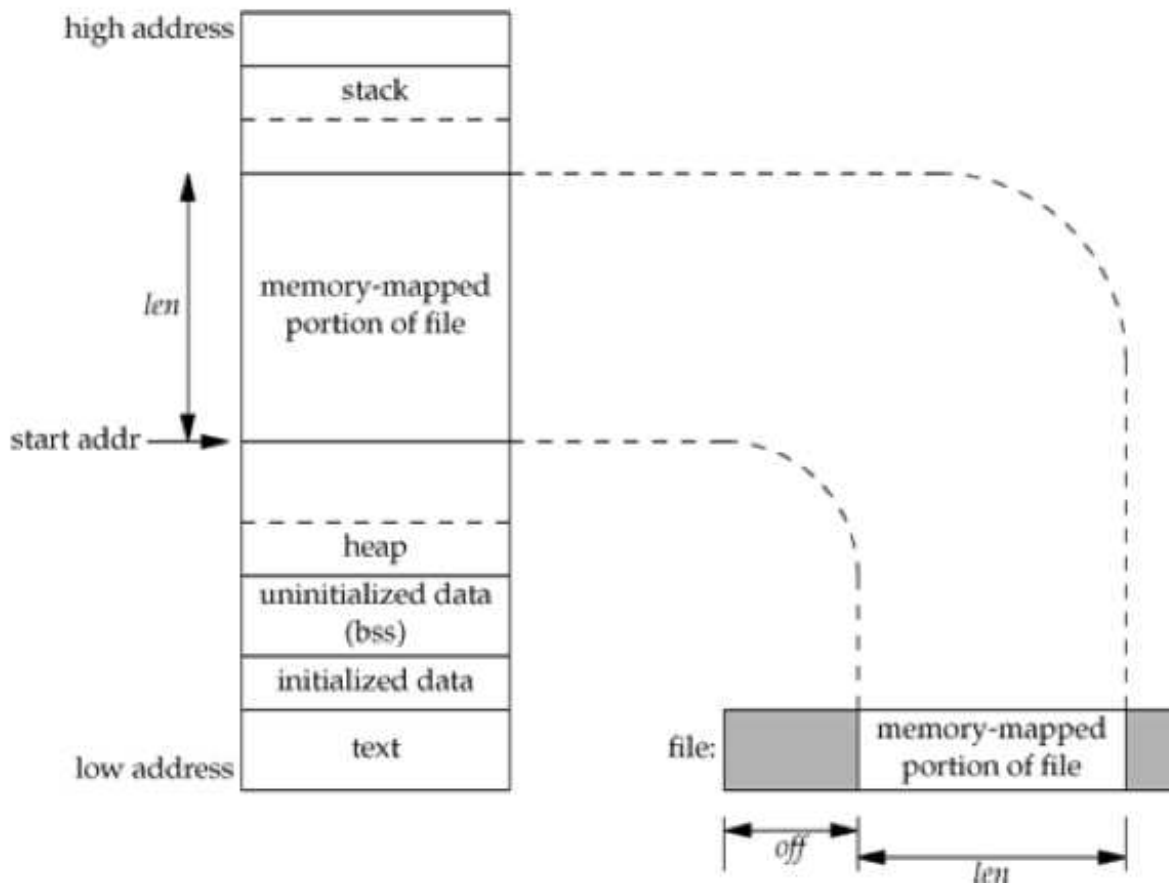 high address
stack
memory-mapped
portion of file
len
start addr
heap
uninitialized data
(bss)
initialized data
text
low address
file:
memory-mapped
portion of file
off
len